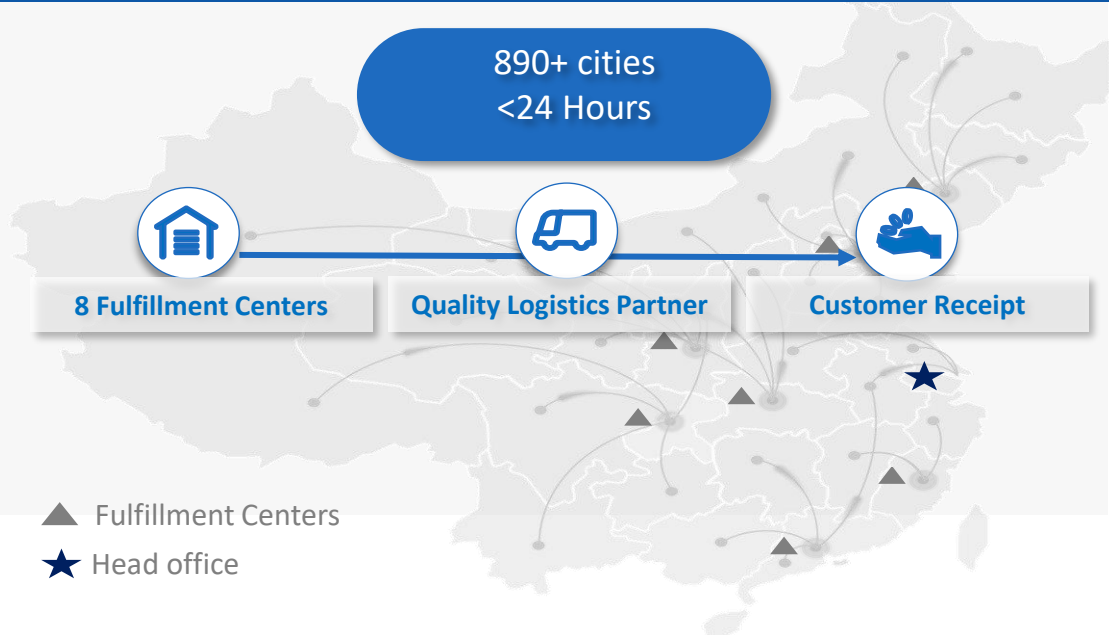 890+ cities
<24 Hours
8 Fulfillment Centers
Quality Logistics Partner
Customer Receipt
Fulfillment Centers
Head office